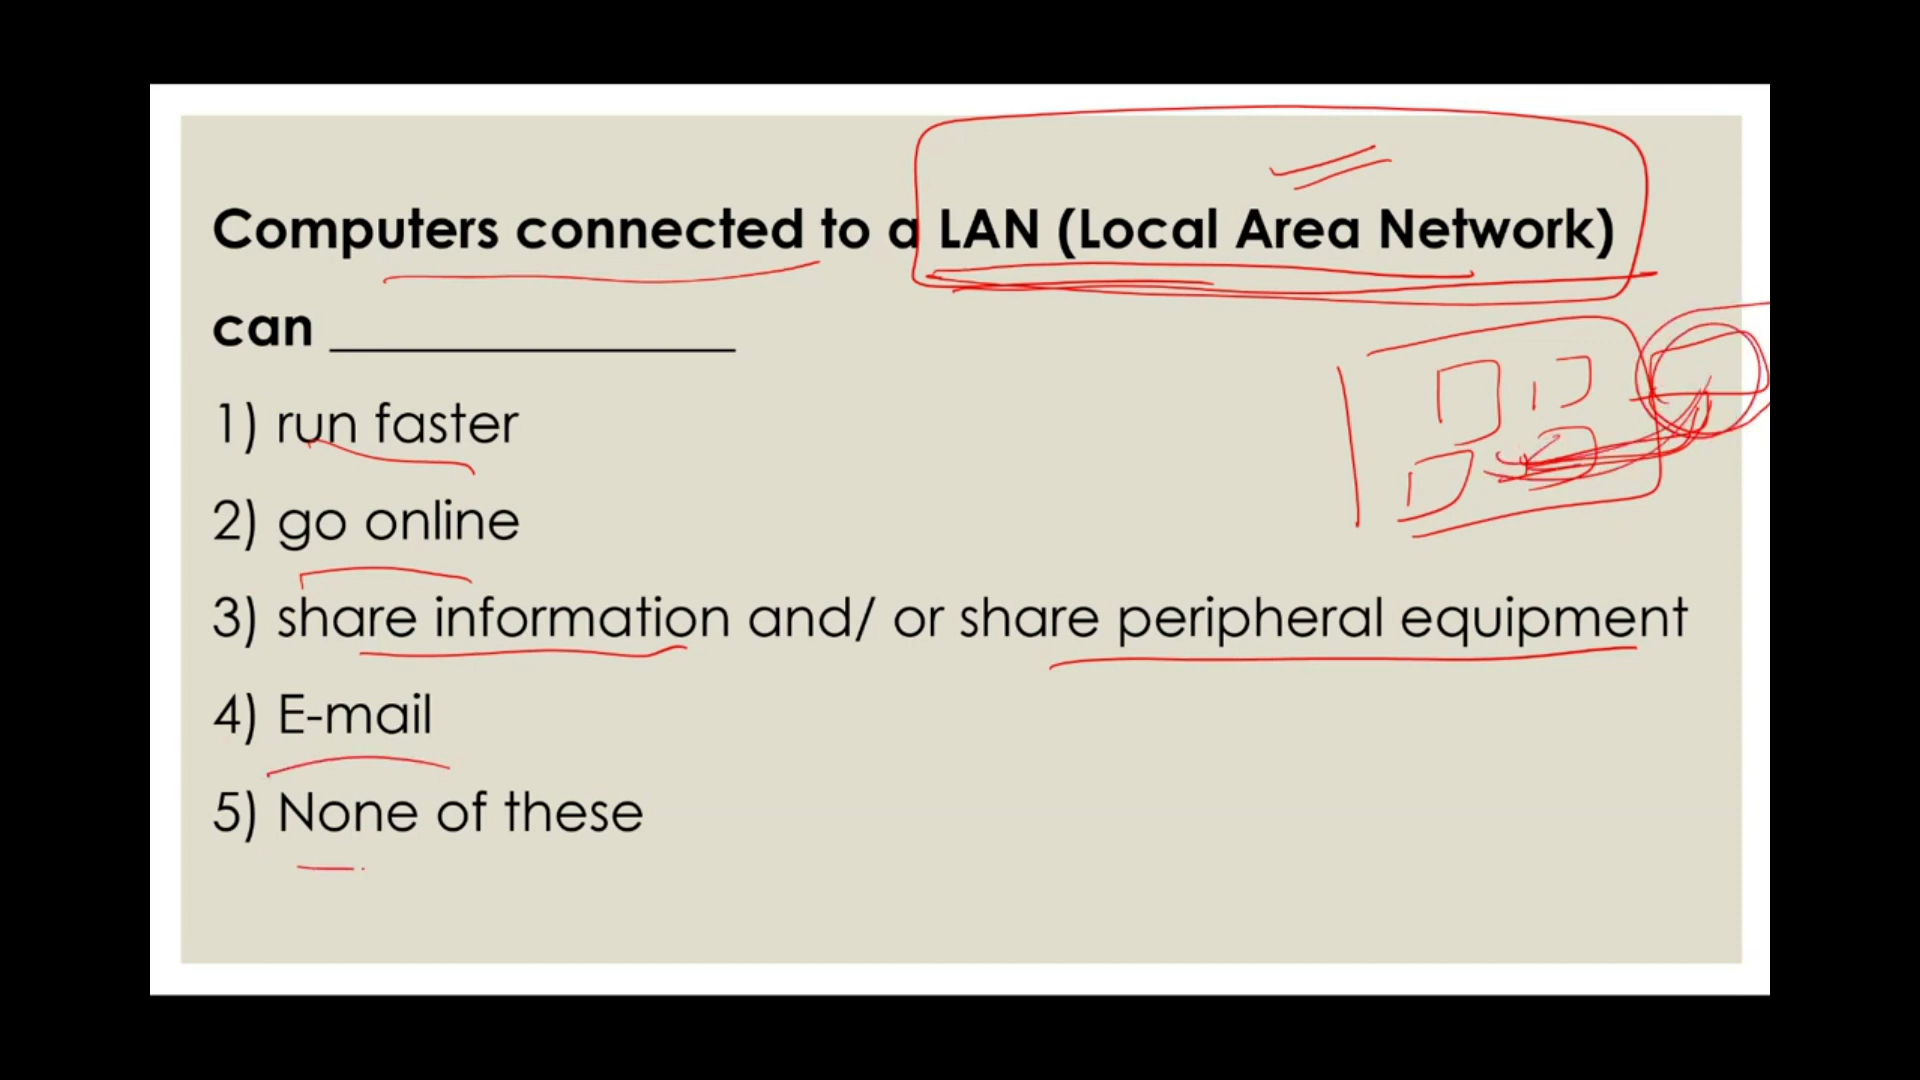 Computers connected to a LAN (Local Area Network)
can _______________
1) run faster
2) go online
3) share information and/ or share peripheral equipment
4) E-mail
5) None of these